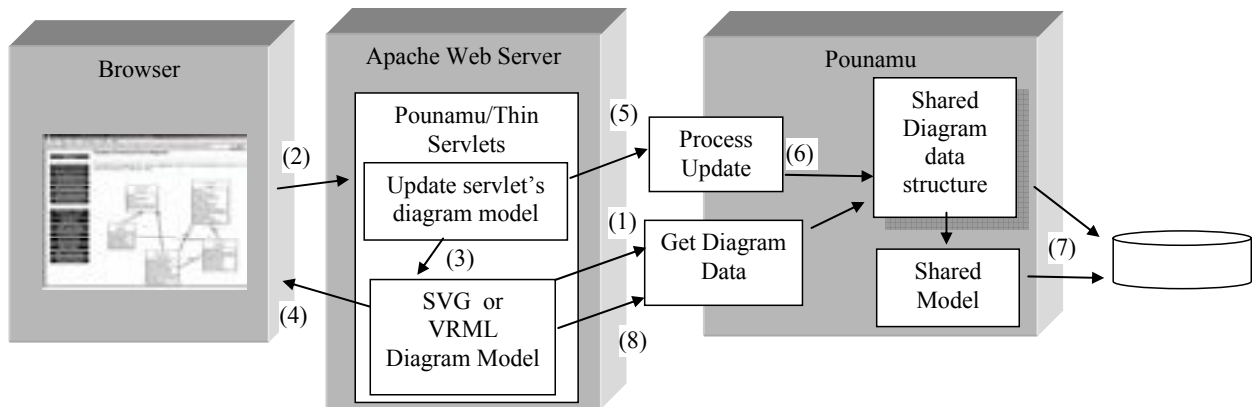 Browser
(2)
(4)
Apache Web Server
Pounamu/Thin
Servlets
Update servlet's
diagram model
(3)
SVG or
VRML
Diagram Model
(5)
(1)
(8)
Pounamu
Process
Update
(6)
Get Diagram
Data
Shared
Diagram
data
structure
Shared
Model
(7)